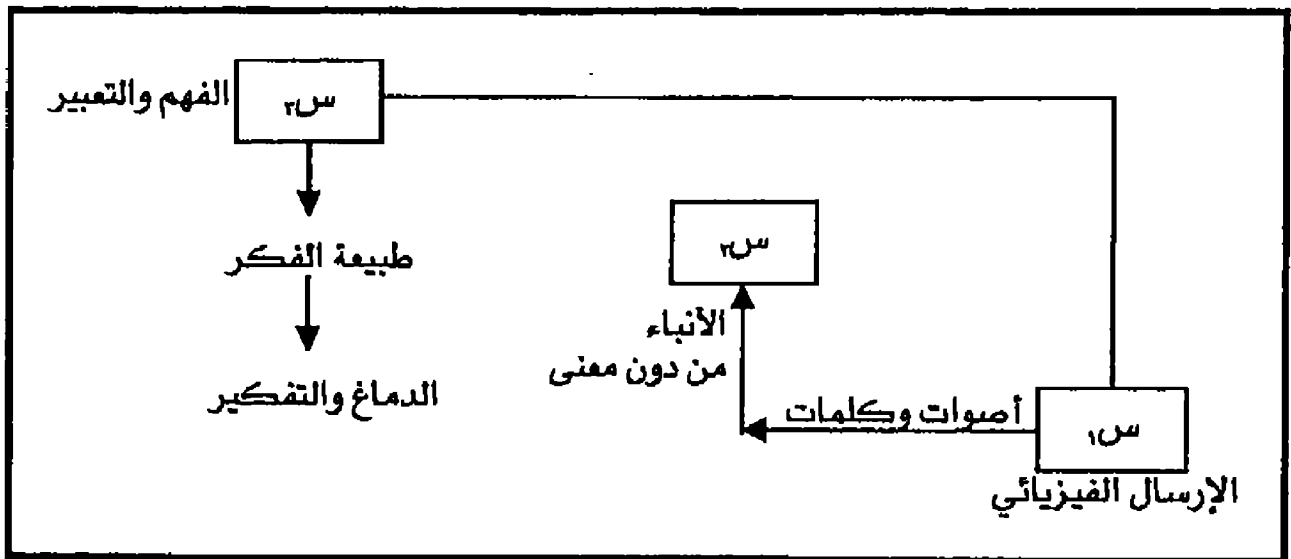 س٣
الفهم والتعبير
طبيعة الفكر
الدماغ والتفكير
س٢
الأنباء
من دون معنى
أصوات وكلمات
س١
الإرسال الفيزيائي